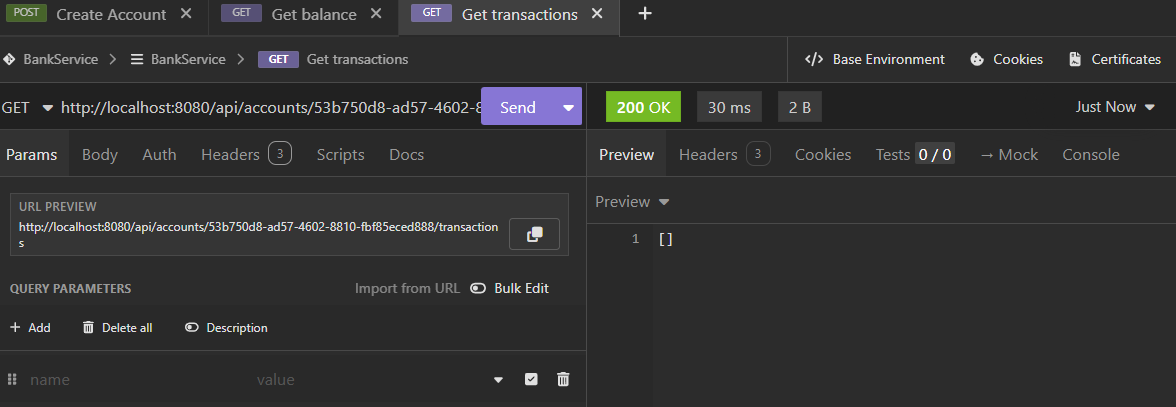 POST Create Account GET Get balance GET Get transactions
BankService BankService GET Get transactions Base Environment Cookies Certificates
GET http://localhost:8080/api/accounts/53b750d8-ad57-4602-8 Send 200 OK 30 ms 2 B Just Now
Params Body Auth Headers 3 Scripts Docs Preview Headers 3 Cookies Tests 0 / 0 → Mock Console
URL PREVIEW
http://localhost:8080/api/accounts/53b750d8-ad57-4602-8810-fbf85eced888/transaction
s
Preview
1 []
QUERY PARAMETERS Import from URL Bulk Edit
+ Add Delete all Description
name value